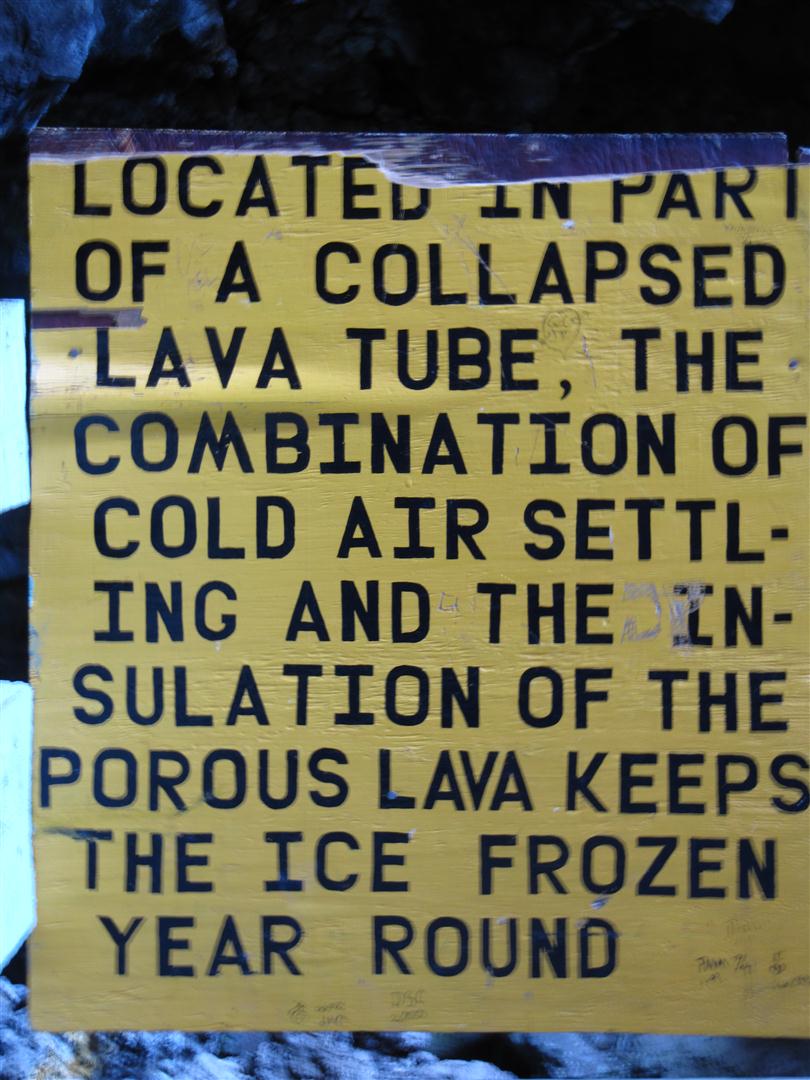 LOCATED IN PART
OF A COLLAPSED
LAVA TUBE, THE
COMBINATION OF
COLD AIR SETTL-
ING AND THE IN-
SULATION OF THE
POROUS LAVA KEEPS
THE ICE FROZEN
YEAR ROUND